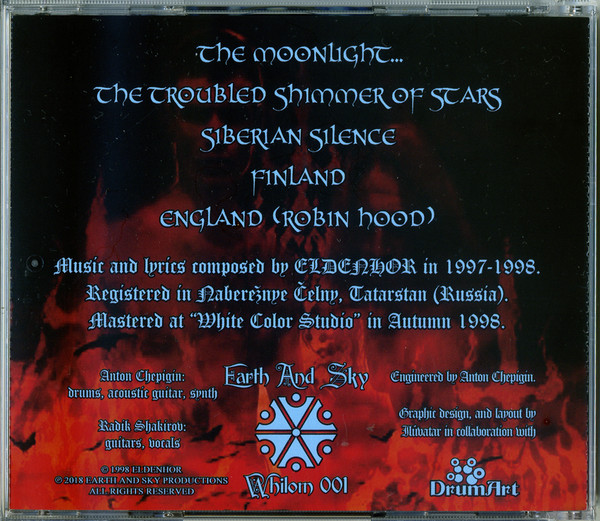 THE MOONLIGHT...
THE TROUBLED SHIMMER OF STARS
SIBERIAN SILENCE
FINLAND
ENGLAND (ROBIN HOOD)
Music and lyrics composed by ELDENHOR in 1997-1998.
Registered in Naberežnye Čelny, Tatarstan (Russia).
Mastered at "White Color Studio" in Autumn 1998.
Anton Chepigin:
drums, acoustic guitar, synth
Radik Shakirov:
guitars, vocals
© 1998 ELDENHOR
℗ 2018 EARTH AND SKY PRODUCTIONS
ALL RIGHTS RESERVED
Earth And Sky
Whilom 001
Engineered by Anton Chepigin.
Graphic design, and layout by
Ilúvatar in collaboration with
DrumArt